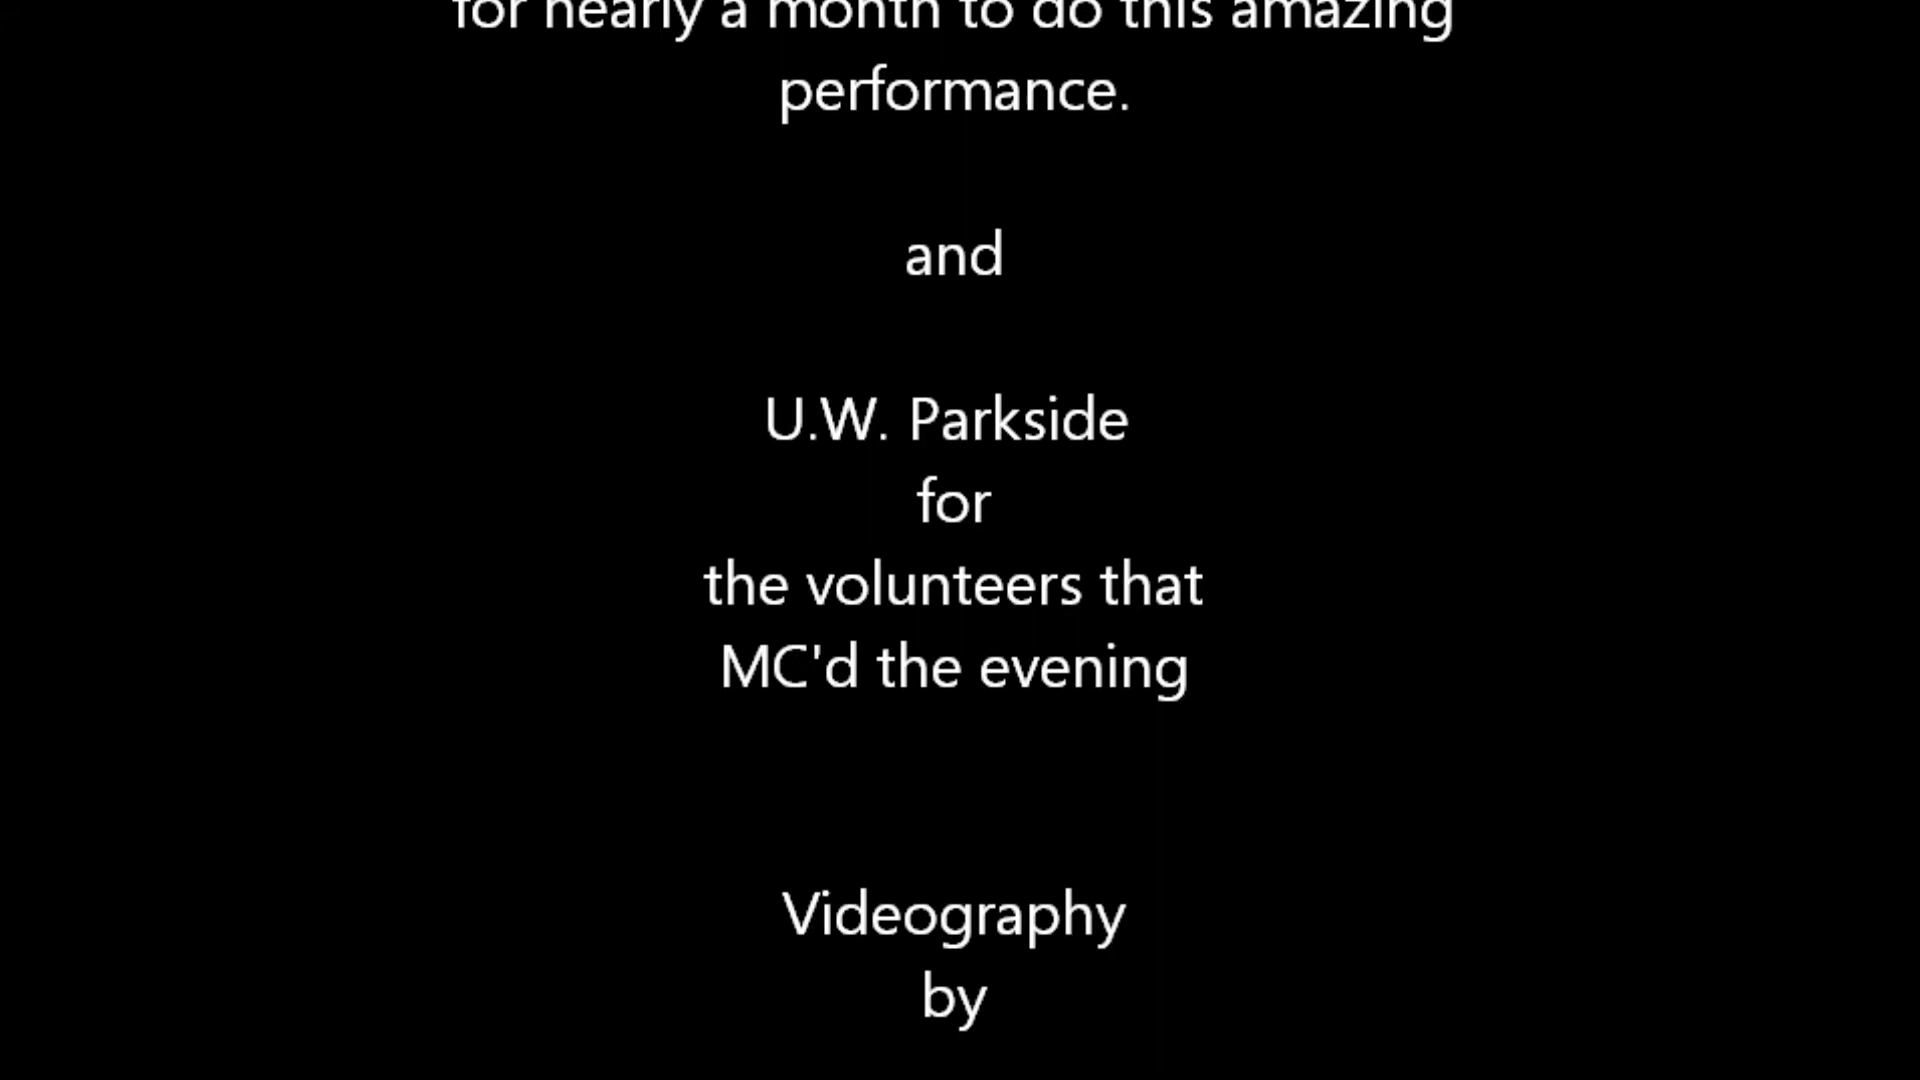 for nearly a month to do this amazing
performance.
and
U.W. Parkside
for
the volunteers that
MC'd the evening
Videography
by